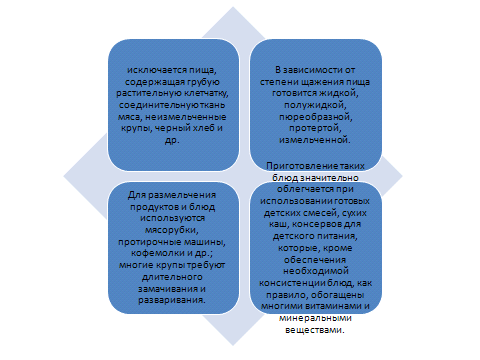 исключается пища,
содержащая грубую
растительную клетчатку,
соединительную ткань
мяса, неизмельченные
крупы, черный хлеб и
др.
В зависимости от
степени щажения пища
готовится жидкой,
полужидкой,
пюреобразной,
протертой,
измельченной.
Для размельчения
продуктов и блюд
используются
мясорубки,
протирочные машины,
кофемолки и др.;
многие крупы требуют
длительного
замачивания и
разваривания.
Приготовление таких
блюд значительно
облегчается при
использовании готовых
детских смесей, сухих
каш, консервов для
детского питания,
которые, кроме
обеспечения
необходимой
консистенции блюд, как
правило, обогащены
многими витаминами и
минеральными
веществами.